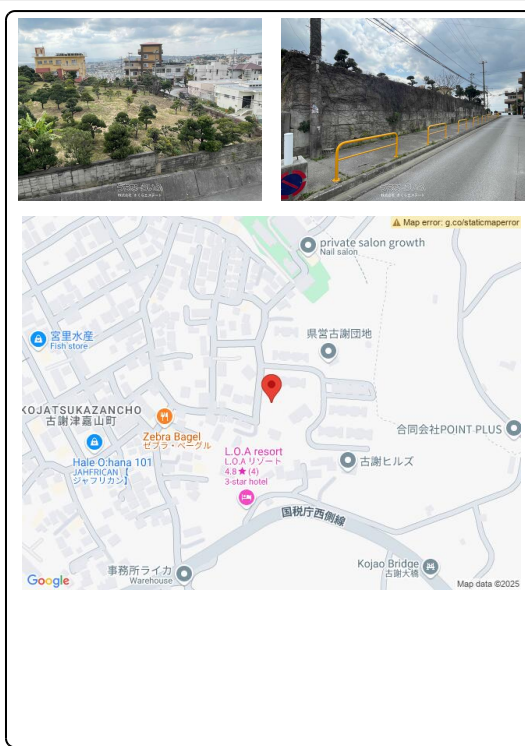 Map error: g.co/staticmaperror
private salon growth
Nail salon
県営古謝団地
宮里水産
Fish store
KOJATSUKAZANCHO
古謝津嘉山町
Zebra Bagel
ゼブラ・ベーグル
合同会社POINT PLUS
Hale O:hana 101
JAHFRICAN【
ジャフリカン】
L.O.A resort
L.O.A リゾート
4.8★(4)
3-star hotel
古謝ヒルズ
国税庁西側線
事務所ライカ
Warehouse
Kojao Bridge
古謝大橋
Google
Map data ©2025